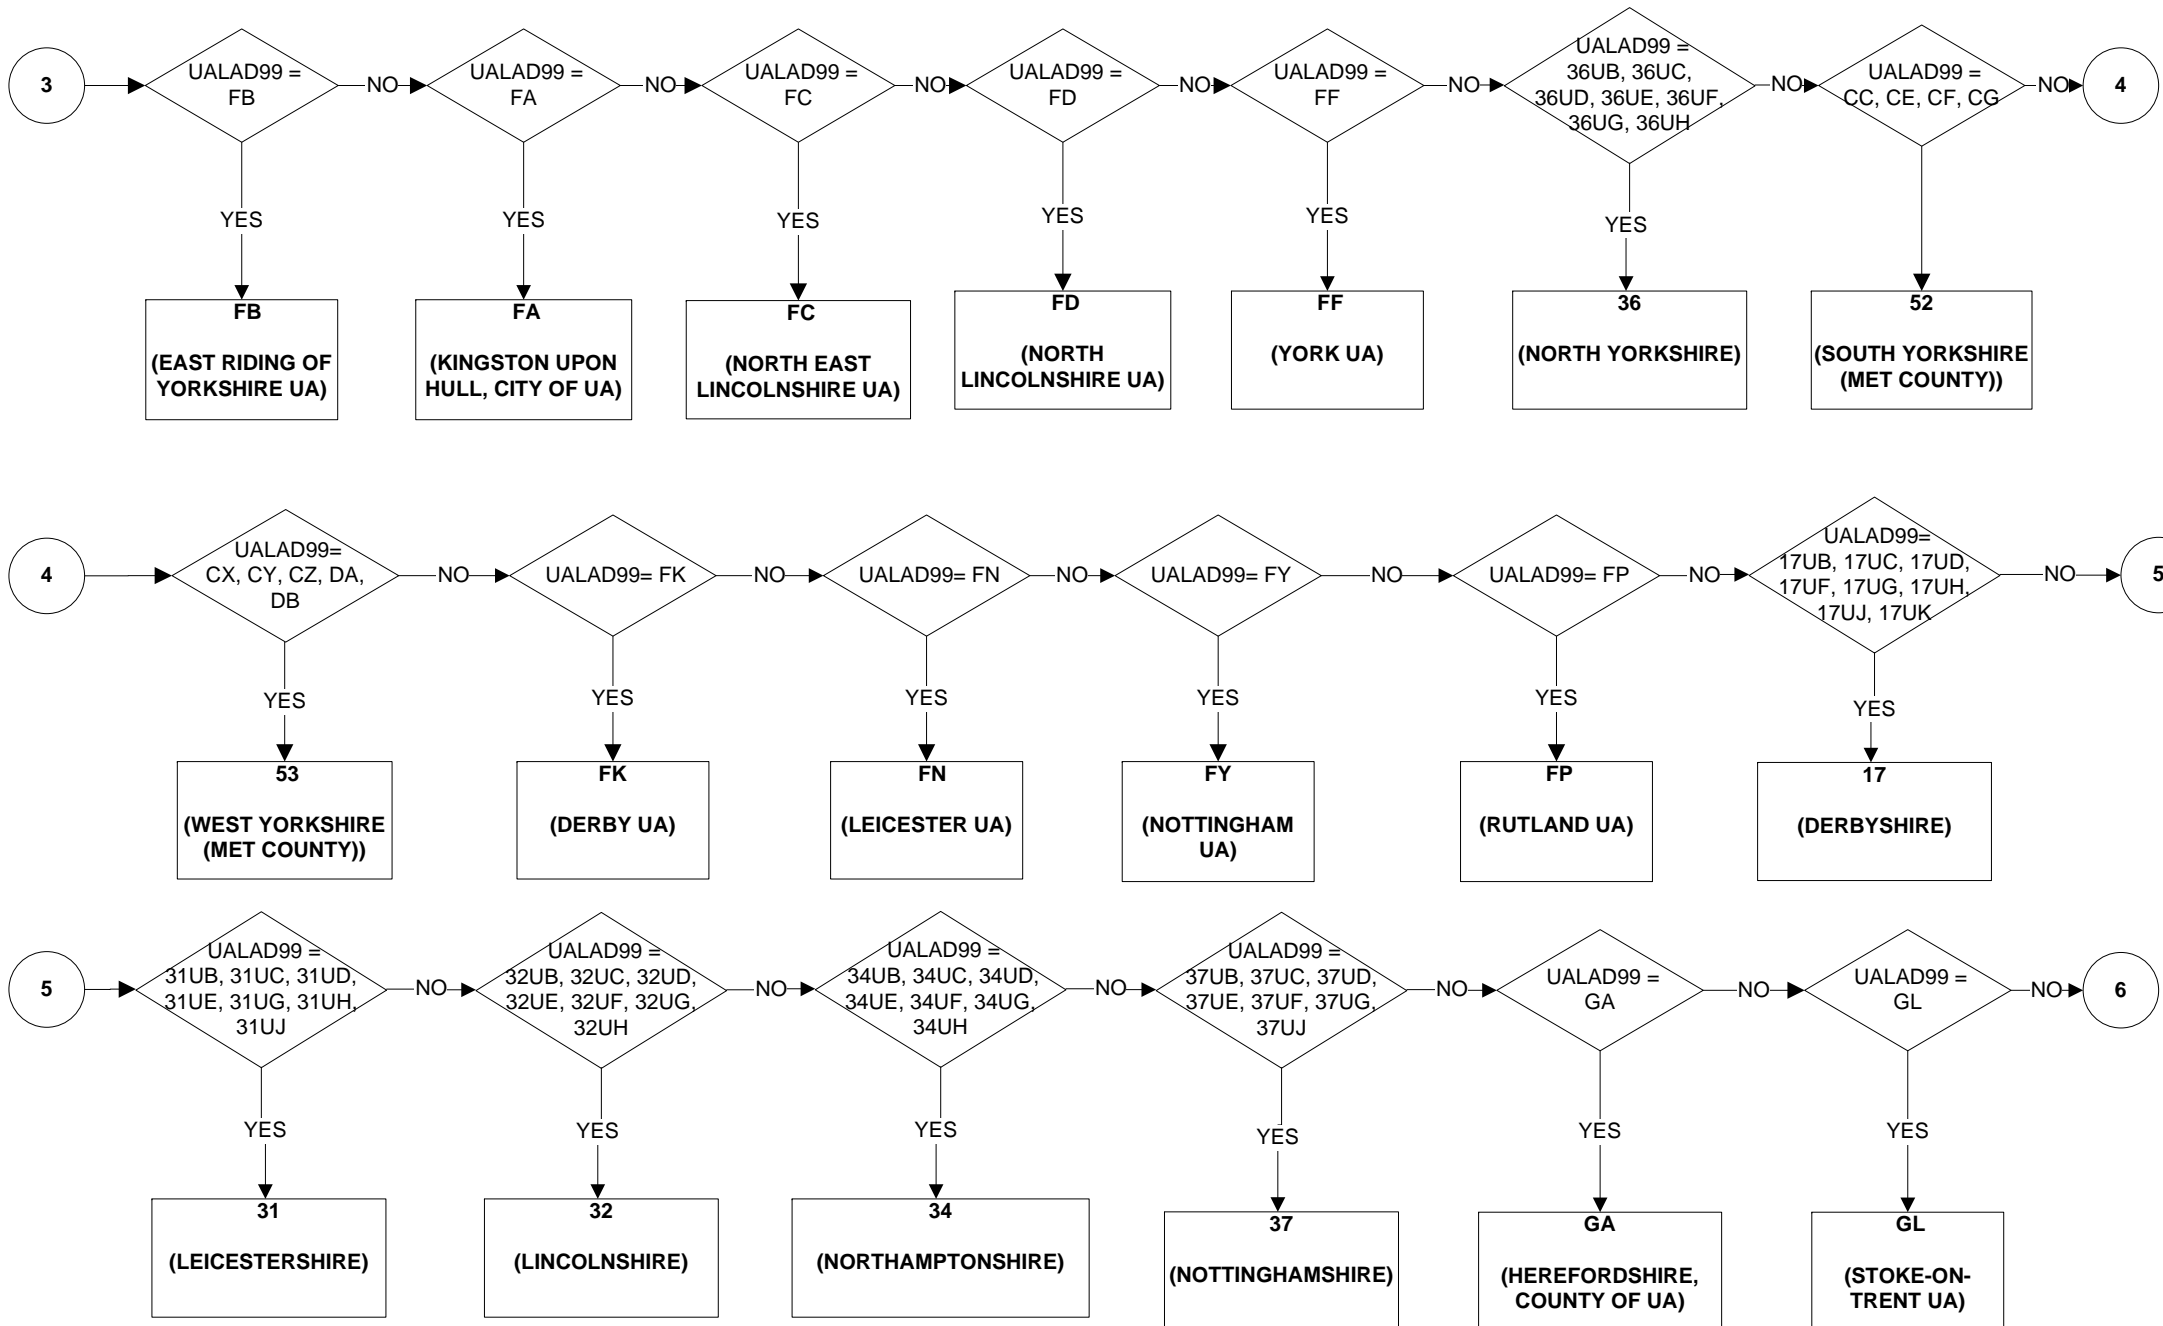 3
UALAD99 =
FB
NO
UALAD99 =
FA
NO
UALAD99 =
FC
NO
UALAD99 =
FD
NO
UALAD99 =
FF
NO
UALAD99 =
36UB, 36UC,
36UD, 36UE, 36UF,
36UG, 36UH
NO
UALAD99 =
CC, CE, CF, CG
NO
4
YES
YES
YES
YES
YES
YES
YES
FB
(EAST RIDING OF
YORKSHIRE UA)
FA
(KINGSTON UPON
HULL, CITY OF UA)
FC
(NORTH EAST
LINCOLNSHIRE UA)
FD
(NORTH
LINCOLNSHIRE UA)
FF
(YORK UA)
36
(NORTH YORKSHIRE)
52
(SOUTH YORKSHIRE
(MET COUNTY))
4
UALAD99=
CX, CY, CZ, DA,
DB
NO
UALAD99= FK
NO
UALAD99= FN
NO
UALAD99= FY
NO
UALAD99= FP
NO
UALAD99=
17UB, 17UC, 17UD,
17UF, 17UG, 17UH,
17UJ, 17UK
NO
5
YES
YES
YES
YES
YES
YES
53
(WEST YORKSHIRE
(MET COUNTY))
FK
(DERBY UA)
FN
(LEICESTER UA)
FY
(NOTTINGHAM
UA)
FP
(RUTLAND UA)
17
(DERBYSHIRE)
5
UALAD99 =
31UB, 31UC, 31UD,
31UE, 31UG, 31UH,
31UJ
NO
UALAD99 =
32UB, 32UC, 32UD,
32UE, 32UF, 32UG,
32UH
NO
UALAD99 =
34UB, 34UC, 34UD,
34UE, 34UF, 34UG,
34UH
NO
UALAD99 =
37UB, 37UC, 37UD,
37UE, 37UF, 37UG,
37UJ
NO
UALAD99 =
GA
NO
UALAD99 =
GL
NO
6
YES
YES
YES
YES
YES
YES
31
(LEICESTERSHIRE)
32
(LINCOLNSHIRE)
34
(NORTHAMPTONSHIRE)
37
(NOTTINGHAMSHIRE)
GA
(HEREFORDSHIRE,
COUNTY OF UA)
GL
(STOKE-ON-
TRENT UA)